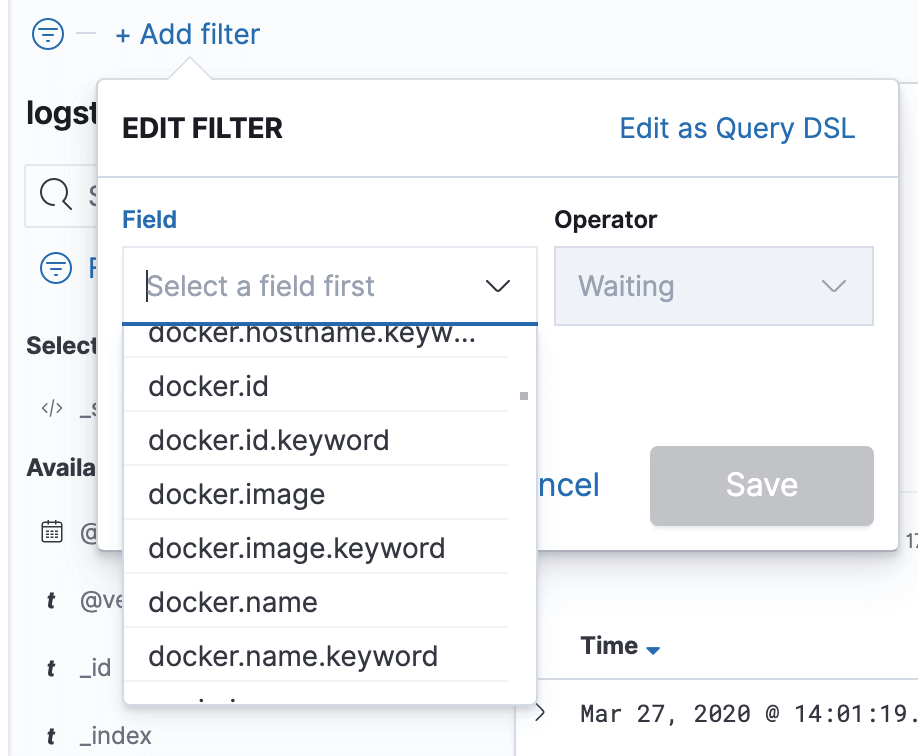 + Add filter
logst
EDIT FILTER
Edit as Query DSL
Field
Operator
Select a field first
Waiting
docker.hostname.keyw...
docker.id
docker.id.keyword
docker.image
docker.image.keyword
docker.name
docker.name.keyword
ncel
Save
Select
Availa
@
@ve
_id
_index
17
Time
Mar 27, 2020 @ 14:01:19.